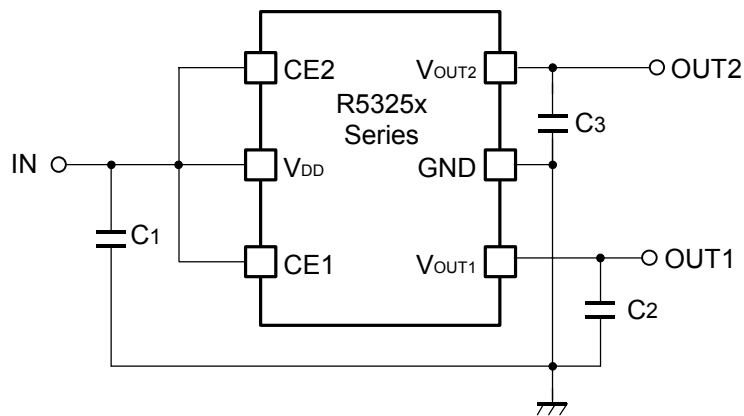 CE2
VOUT2
OUT2
R5325x
Series
C3
IN
VDD
GND
C1
CE1
VOUT1
OUT1
C2